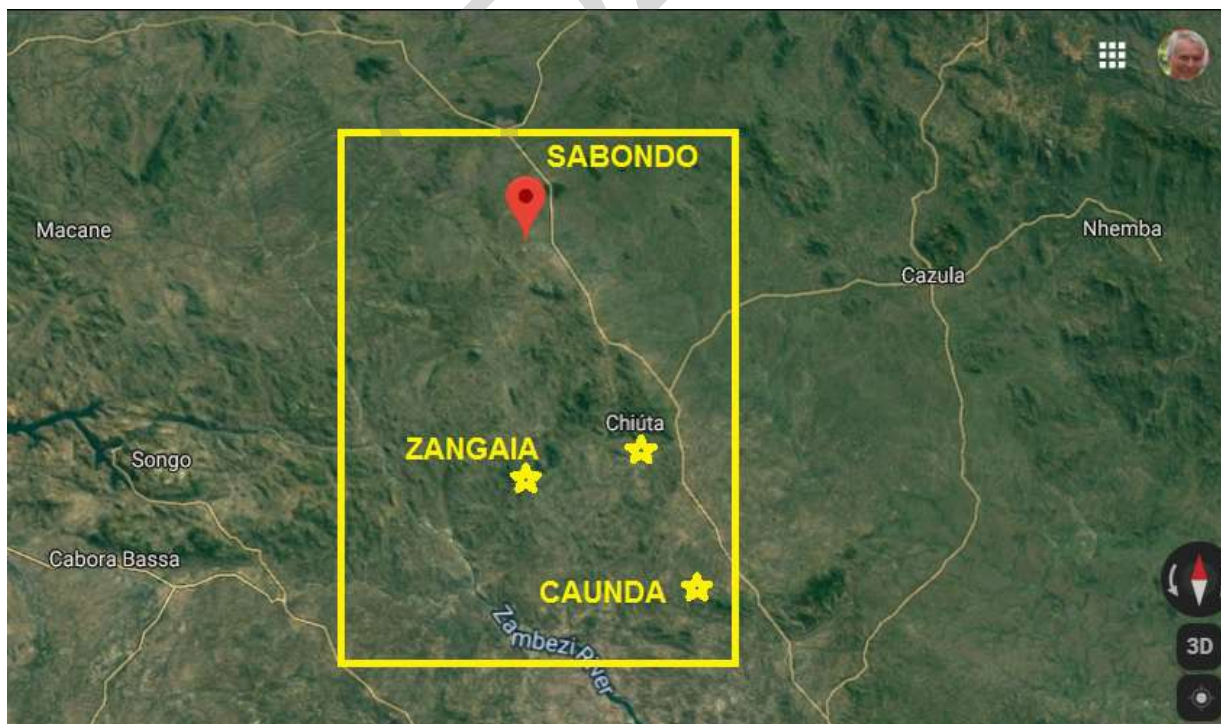 SABONDO
Macane
Nhemba
Cazula
Chiúta
ZANGAIA
Songo
Cabora Bassa
CAUNDA
Zambezi River
3D